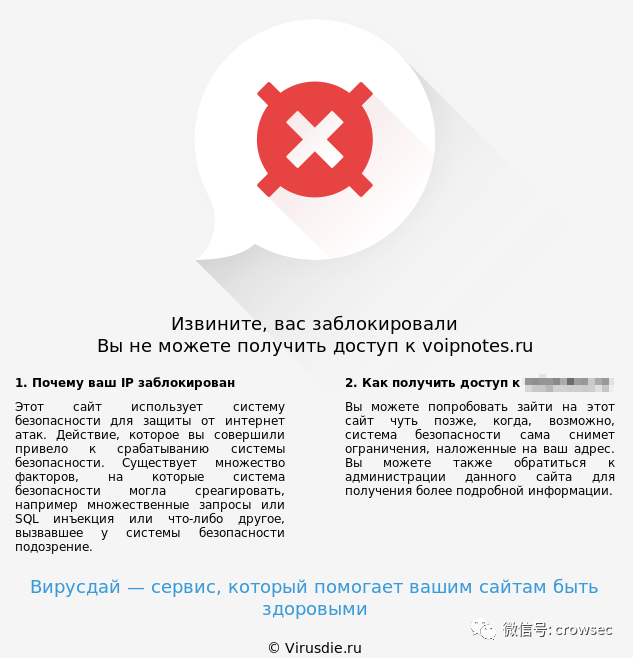 Извините, вас заблокировали
Вы не можете получить доступ к voipnotes.ru
1. Почему ваш IP заблокирован
Этот сайт использует систему
безопасности для защиты от интернет
атак. Действие, которое вы совершили
привело к срабатыванию системы
безопасности. Существует множество
факторов, на которые система
безопасности могла среагировать,
например множественные запросы или
SQL инъекция или что-либо другое,
вызвавшее у системы безопасности
подозрение.
2. Как получить доступ к
Вы можете попробовать зайти на этот
сайт чуть позже, когда, возможно,
система безопасности сама снимет
ограничения, наложенные на ваш адрес.
Вы можете также обратиться к
администрации данного сайта для
получения более подробной информации.
Вирусдай — сервис, который помогает вашим сайтам быть
здоровыми
微信号: crowsec
© Virusdie.ru